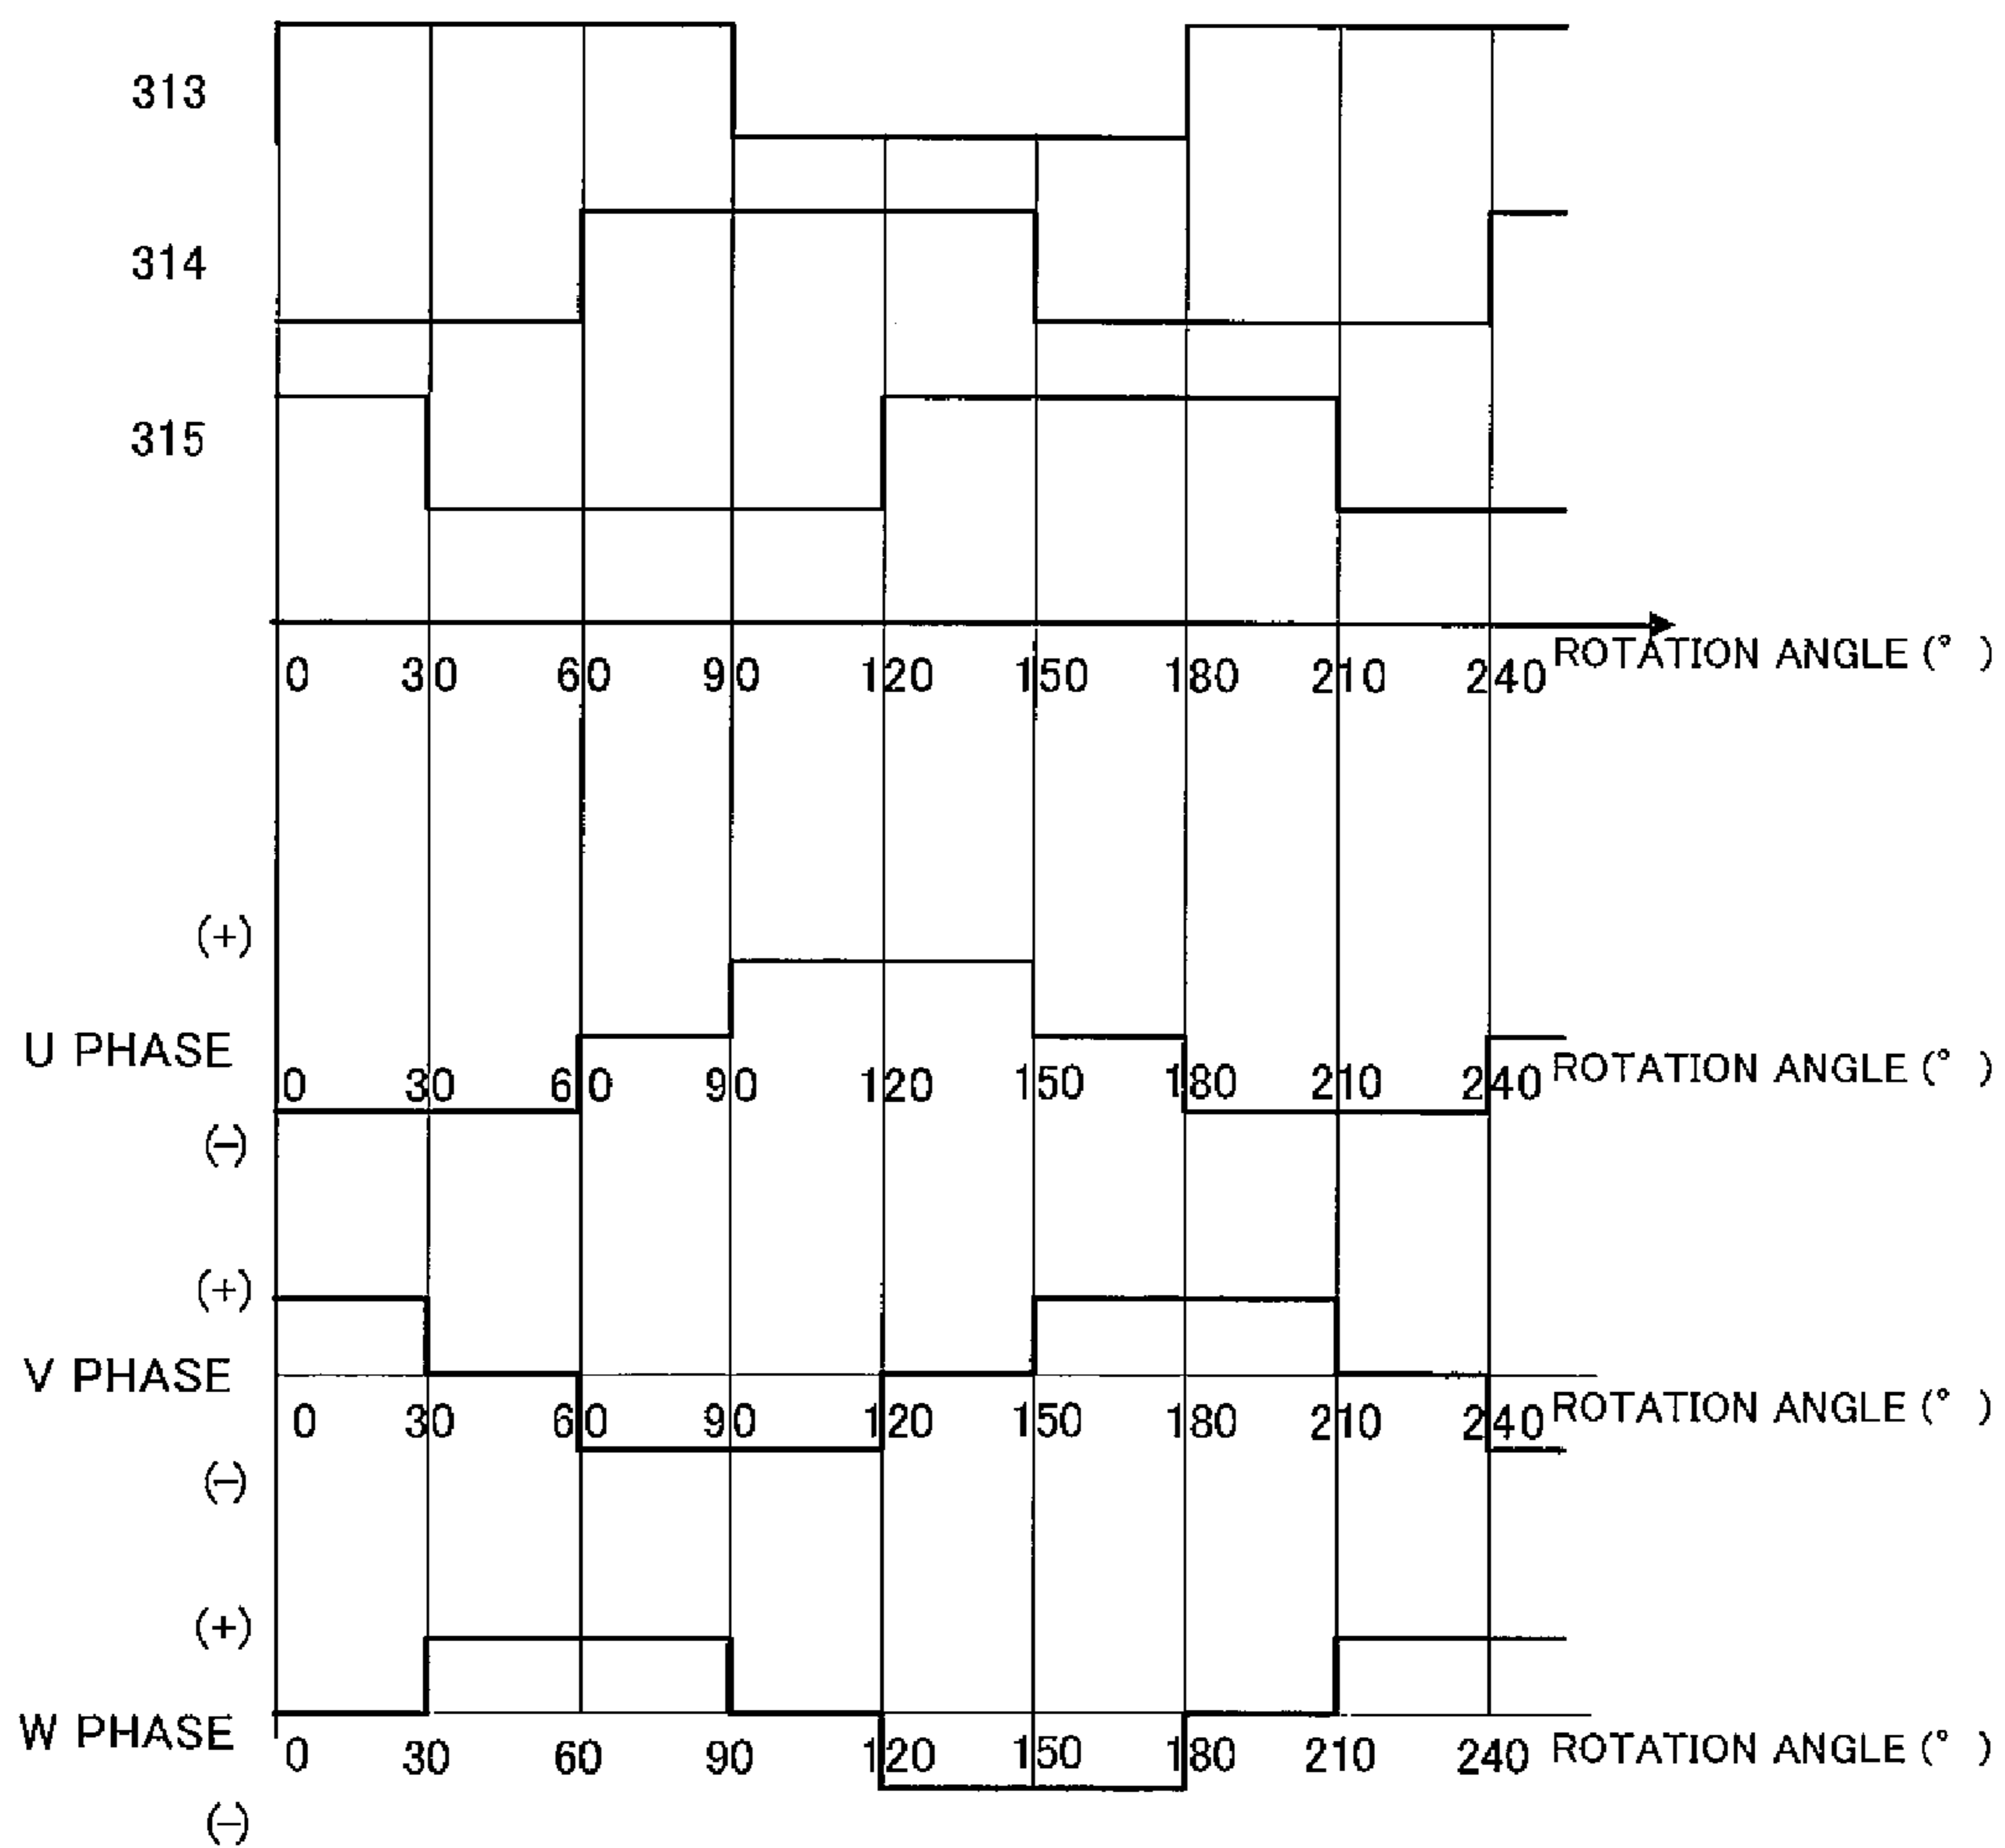 313
314
315
ROTATION ANGLE (° )
0 30 60 90 120 150 180 210 240
(+)
U PHASE
0 30 60 90 120 150 180 210 240 ROTATION ANGLE (° )
(−)
(+)
V PHASE
0 30 60 90 120 150 180 210 240 ROTATION ANGLE (° )
(−)
(+)
W PHASE
0 30 60 90 120 150 180 210 240 ROTATION ANGLE (° )
(−)